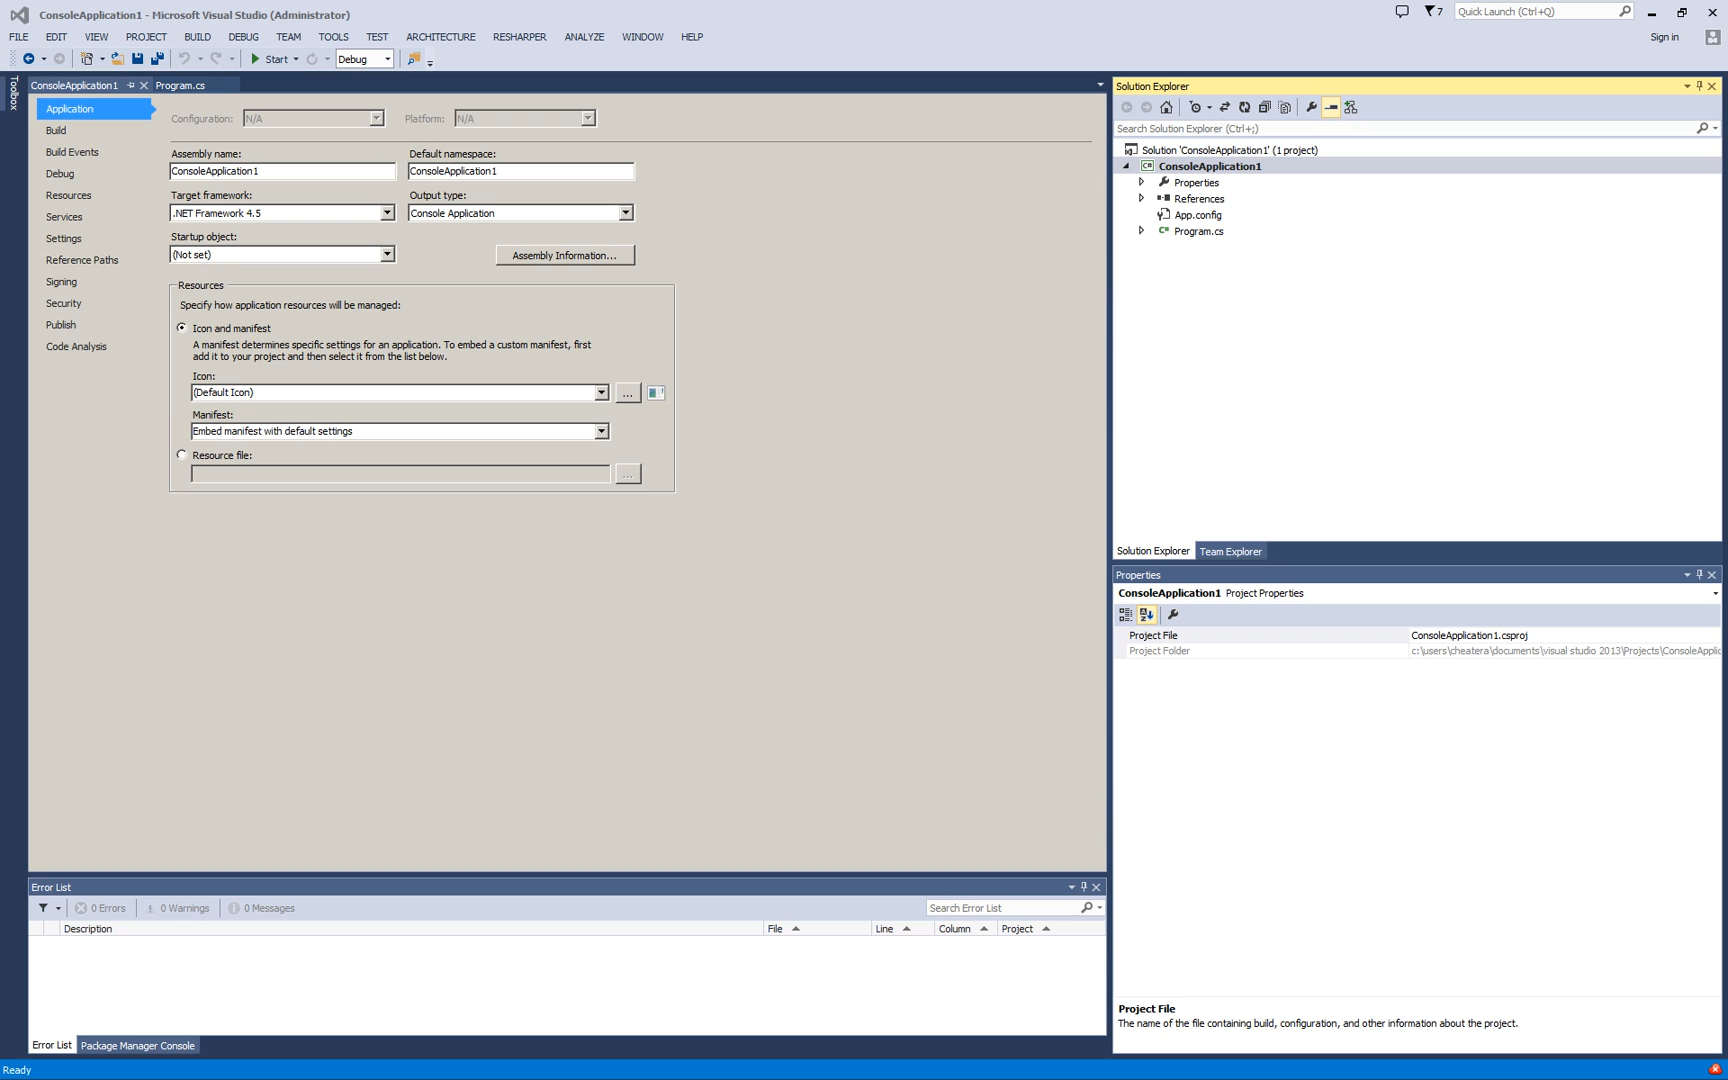 ConsoleApplication1 - Microsoft Visual Studio (Administrator)
7
Quick Launch (Ctrl+Q)
FILE EDIT VIEW PROJECT BUILD DEBUG TEAM TOOLS TEST ARCHITECTURE RESHARPER ANALYZE WINDOW HELP
Sign in
Start
Debug
Toolbox
ConsoleApplication1
Program.cs
Application
Build
Build Events
Debug
Resources
Services
Settings
Reference Paths
Signing
Security
Publish
Code Analysis
Configuration: N/A Platform: N/A
Assembly name: Default namespace:
ConsoleApplication1 ConsoleApplication1
Target framework: Output type:
.NET Framework 4.5 Console Application
Startup object:
(Not set) Assembly Information...
Resources
Specify how application resources will be managed:
Icon and manifest
A manifest determines specific settings for an application. To embed a custom manifest, first
add it to your project and then select it from the list below.
Icon:
(Default Icon) ...
Manifest:
Embed manifest with default settings
Resource file:
...
Solution Explorer
Search Solution Explorer (Ctrl+;)
Solution 'ConsoleApplication1' (1 project)
C# ConsoleApplication1
Properties
References
App.config
C# Program.cs
Solution Explorer Team Explorer
Properties
ConsoleApplication1 Project Properties
Project File ConsoleApplication1.csproj
Project Folder c:\users\cheatera\documents\visual studio 2013\Projects\ConsoleApplic
Project File
The name of the file containing build, configuration, and other information about the project.
Error List
0 Errors 0 Warnings 0 Messages
Search Error List
Description File Line Column Project
Error List Package Manager Console
Ready